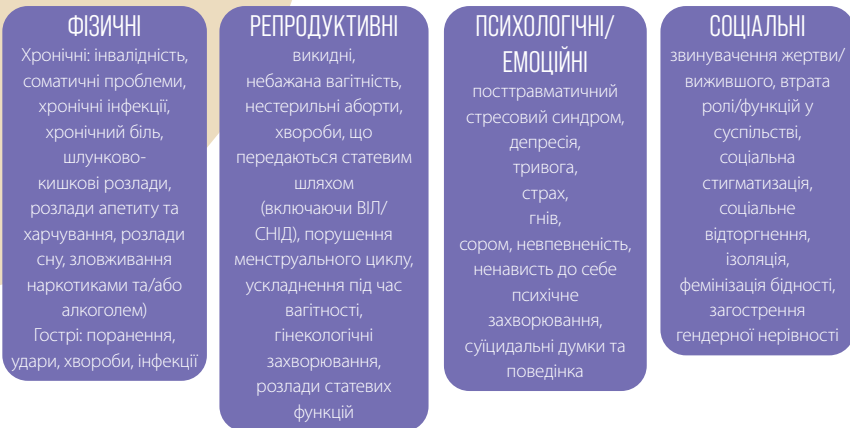 ФІЗИЧНІ
Хронічні: інвалідність,
соматичні проблеми,
хронічні інфекції,
хронічний біль,
шлунково-
кишкові розлади,
розлади апетиту та
харчування, розлади
сну, зловживання
наркотиками та/або
алкоголем)
Гострі: поранення,
удари, хвороби, інфекції
РЕПРОДУКТИВНІ
викидні,
небажана вагітність,
нестерильні аборти,
хвороби, що
передаються статевим
шляхом
(включаючи ВІЛ/
СНІД), порушення
менструального циклу,
ускладнення під час
вагітності,
гінекологічні
захворювання,
розлади статевих
функцій
ПСИХОЛОГІЧНІ/
ЕМОЦІЙНІ
посттравматичний
стресовий синдром,
депресія,
тривога,
страх,
гнів,
сором, невпевненість,
ненависть до себе
психічне
захворювання,
суїцидальні думки та
поведінка
СОЦІАЛЬНІ
звинувачення жертви/
вижившого, втрата
ролі/функцій у
суспільстві,
соціальна
стигматизація,
соціальне
відторгнення,
ізоляція,
фемінізація бідності,
загострення
гендерної нерівності